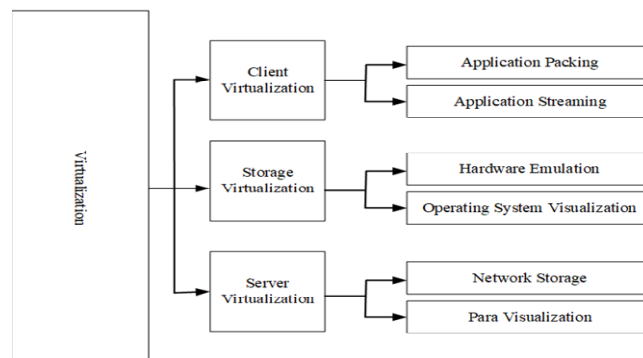 Virtualization
Client
Virtualization
Application Packing
Application Streaming
Storage
Virtualization
Hardware Emulation
Operating System Visualization
Server
Virtualization
Network Storage
Para Visualization